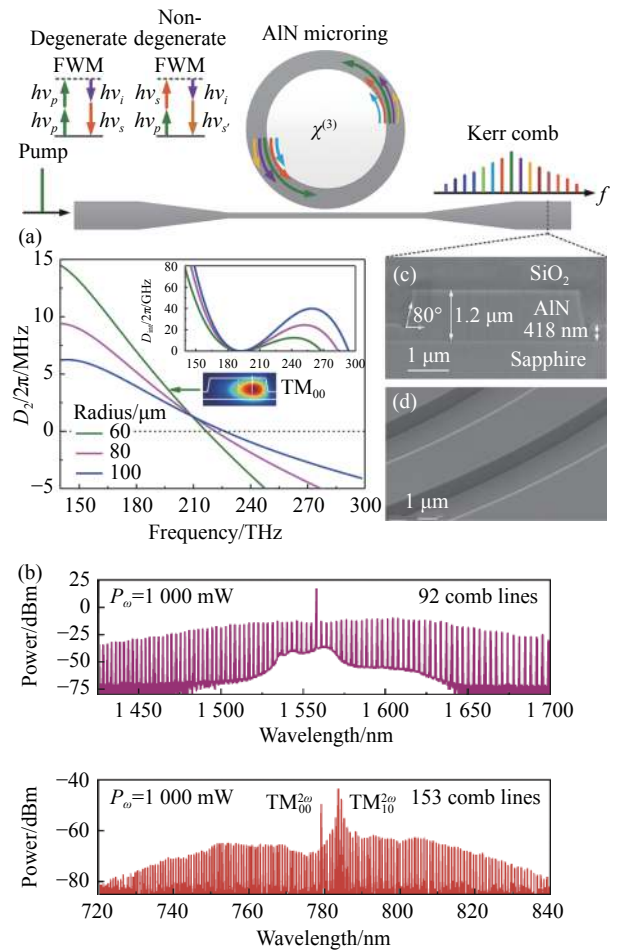 Non-
Degenerate degenerate AlN microring
FWM FWM
hνp hνi hνs hνi
hνp hνs hνp hνs'
χ(3)
Pump
Kerr comb
f
(a)
15
10
5
0
−5
D2/2π/MHz
80
60
40
20
0
Dint/2π/GHz
150 200 250 300
TM00
Radius/μm
60
80
100
150 180 210 240 270 300
Frequency/THz
(c)
SiO2
80° AlN
1.2 μm
418 nm
1 μm Sapphire
(d)
1 μm
(b)
25
0
−25
−50
−75
Power/dBm
Pω=1 000 mW 92 comb lines
1 450 1 500 1 550 1 600 1 650 1 700
Wavelength/nm
−40
−60
−80
Power/dBm
Pω=1 000 mW TM00^2ω TM10^2ω 153 comb lines
720 740 760 780 800 820 840
Wavelength/nm